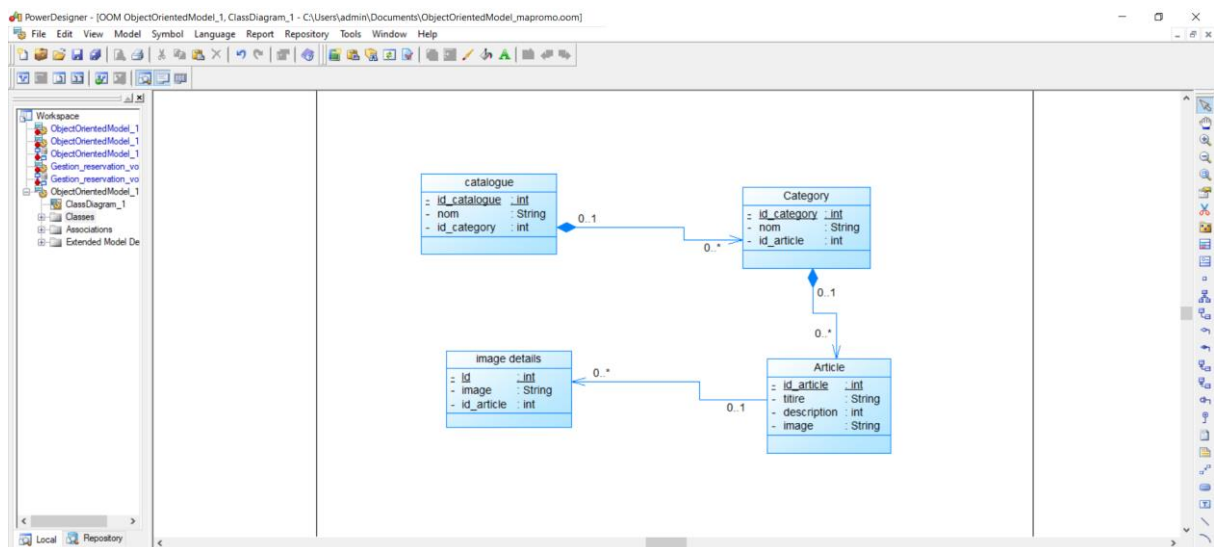 PowerDesigner - [OOM ObjectOrientedModel_1, ClassDiagram_1 - C:\Users\admin\Documents\ObjectOrientedModel_mapromo.oom]
File Edit View Model Symbol Language Report Repository Tools Window Help
Workspace
ObjectOrientedModel_1
ObjectOrientedModel_1
ObjectOrientedModel_1
Gestion_reservation_vo
Gestion_reservation_vo
ObjectOrientedModel_1
ClassDiagram_1
Classes
Associations
Extended Model De
Local Repository
catalogue
- id_catalogue : int
- nom : String
- id_category : int
0..1
0..*
Category
- id_category : int
- nom : String
- id_article : int
0..1
0..*
image details
- Id : int
- image : String
- id_article : int
0..*
0..1
Article
- id_article : int
- titire : String
- description : int
- image : String